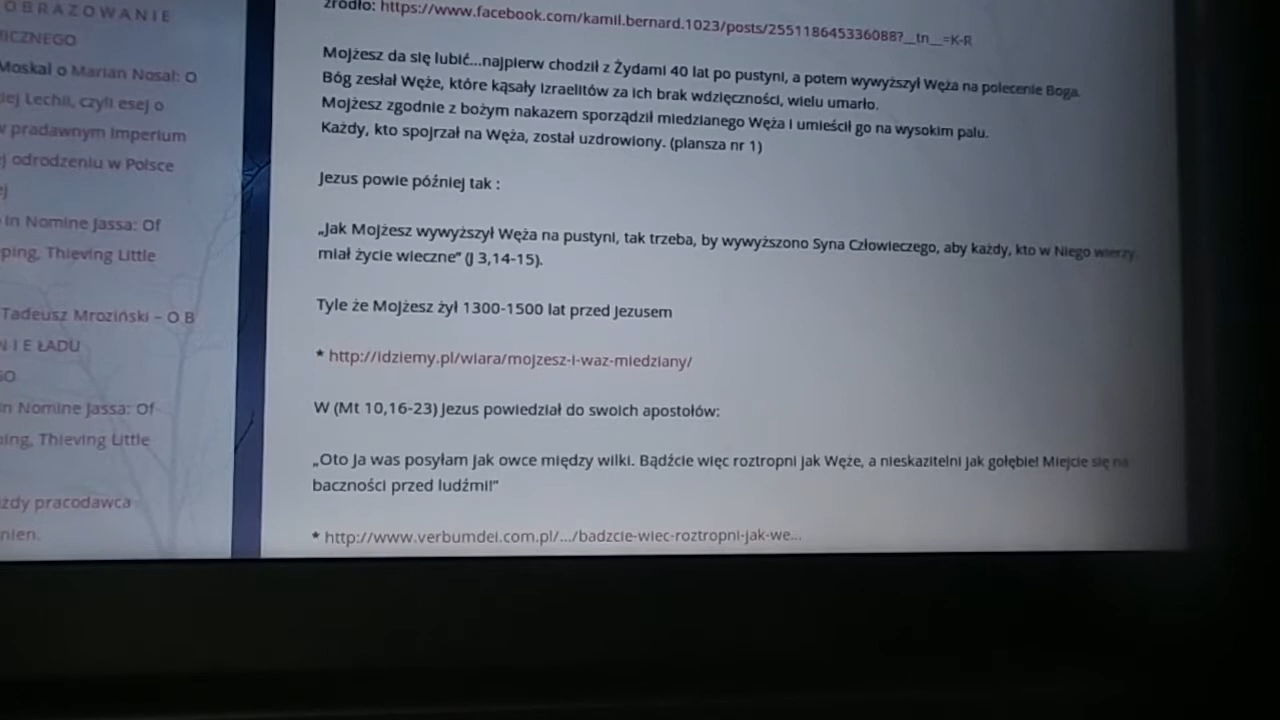 OBRAZOWANIE
ICZNEGO
Moskal o Marian Nosal: O
iej Lechii, czyli esej o
w pradawnym Imperium
ej odrodzeniu w Polsce
ej
in Nomine Jassa: Of
ping, Thieving Little
Tadeusz Mroziński – O B
N I E ŁADU
GO
in Nomine Jassa: Of
ping, Thieving Little
żdy pracodawca
nien.
źródło: https://www.facebook.com/kamil.bernard.1023/posts/2551186453360887?__tn__=K-R
Mojżesz da się lubić...najpierw chodził z Żydami 40 lat po pustyni, a potem wywyższył Węża na polecenie Boga.
Bóg zesłał Węże, które kąsały Izraelitów za ich brak wdzięczności, wielu umarło.
Mojżesz zgodnie z bożym nakazem sporządził miedzianego Węża i umieścił go na wysokim palu.
Każdy, kto spojrzał na Węża, został uzdrowiony. (plansza nr 1)
Jezus powie później tak :
„Jak Mojżesz wywyższył Węża na pustyni, tak trzeba, by wywyższono Syna Człowieczego, aby każdy, kto w Niego wierzy
miał życie wieczne" (J 3,14-15).
Tyle że Mojżesz żył 1300-1500 lat przed Jezusem
* http://idziemy.pl/wiara/mojzesz-i-waz-miedziany/
W (Mt 10,16-23) Jezus powiedział do swoich apostołów:
„Oto Ja was posyłam jak owce między wilki. Bądźcie więc roztropni jak Węże, a nieskazitelni jak gołębie! Miejcie się na
baczności przed ludźmi!"
* http://www.verbumdei.com.pl/.../badzcie-wiec-roztropni-jak-we...